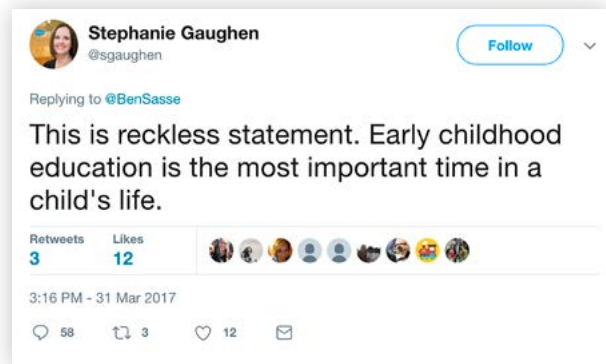 Stephanie Gaughen
@sgaughen
Follow
Replying to @BenSasse
This is reckless statement. Early childhood
education is the most important time in a
child's life.
Retweets Likes
3 12
3:16 PM - 31 Mar 2017
58 3 12